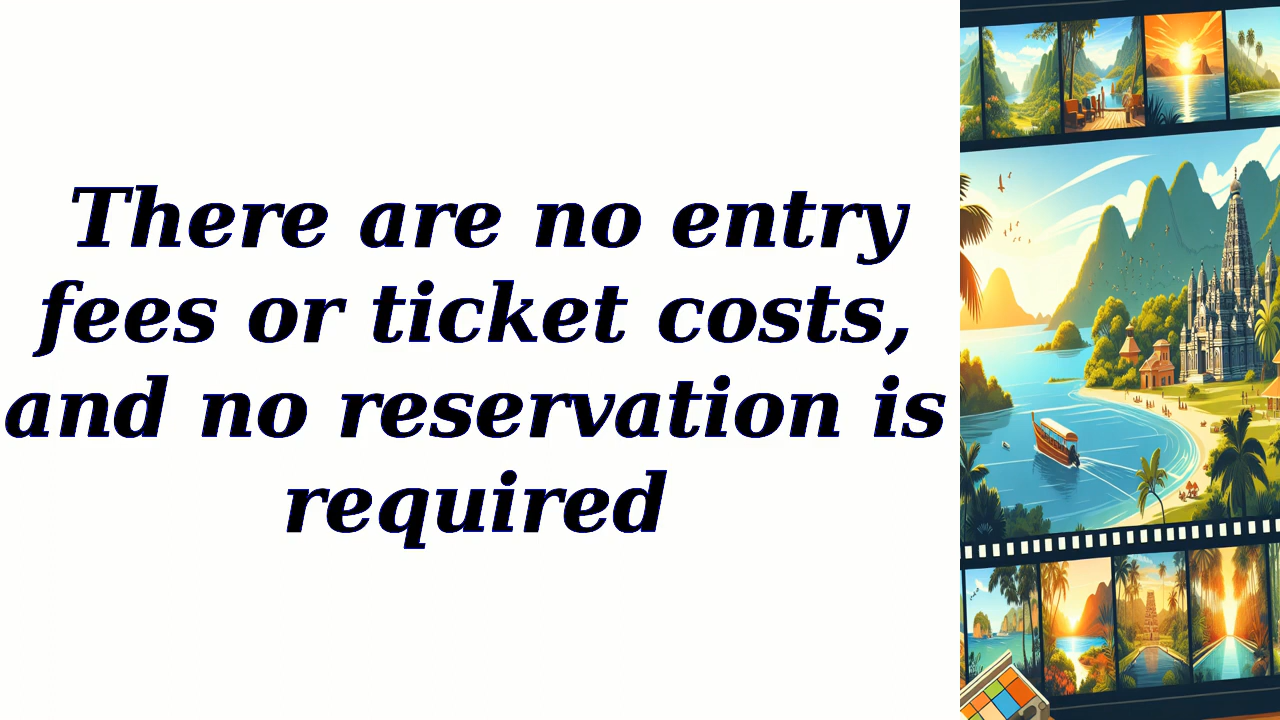 There are no entry
fees or ticket costs,
and no reservation is
required